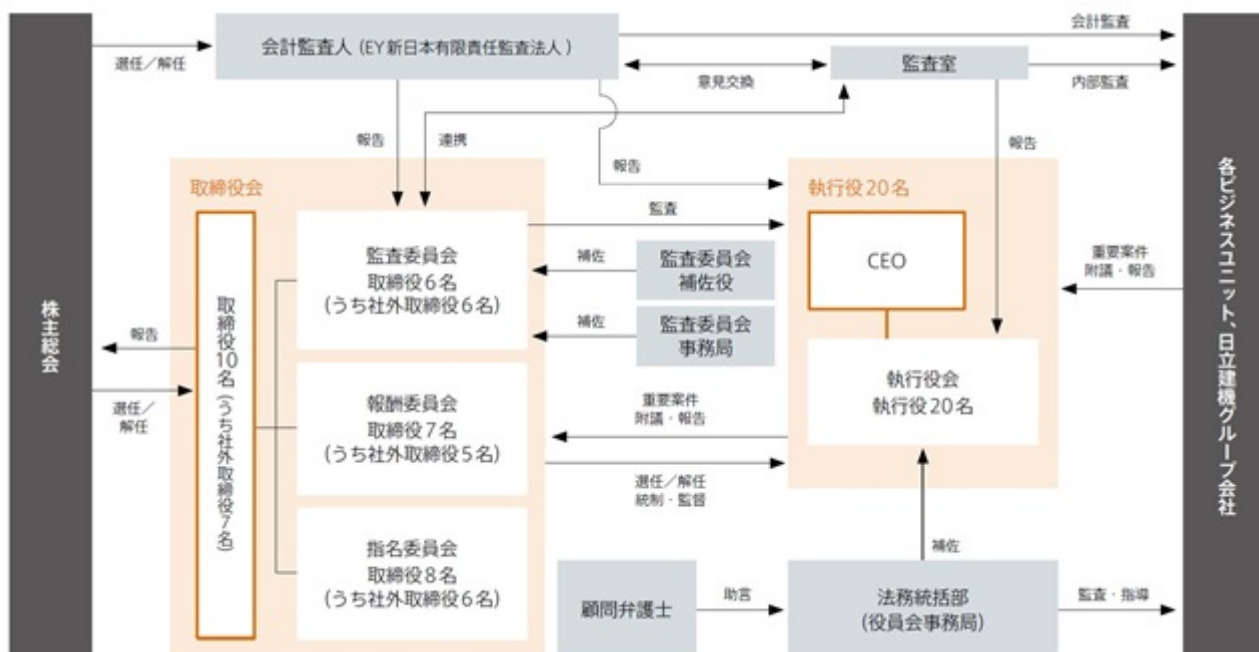 株主総会
選任／解任
会計監査人（EY新日本有限責任監査法人）
会計監査
意見交換
監査室
内部監査
報告
連携
報告
報告
取締役会
取締役10名（うち社外取締役7名）
監査委員会
取締役6名
(うち社外取締役6名)
報酬委員会
取締役7名
(うち社外取締役5名)
指名委員会
取締役8名
(うち社外取締役6名)
報告
選任／
解任
監査
補佐
監査委員会
補佐役
補佐
監査委員会
事務局
重要案件
附議・報告
選任／解任
統制・監督
執行役20名
CEO
執行役会
執行役20名
重要案件
附議・報告
補佐
顧問弁護士
助言
法務統括部
(役員会事務局)
監査・指導
各ビジネスユニット、日立建機グループ会社